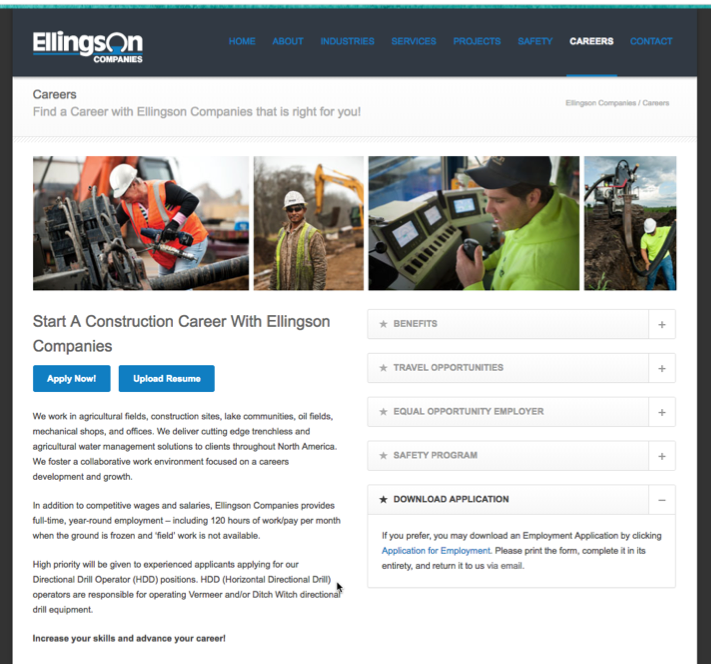 Ellingson
COMPANIES
HOME ABOUT INDUSTRIES SERVICES PROJECTS SAFETY CAREERS CONTACT
Careers
Find a Career with Ellingson Companies that is right for you!
Ellingson Companies / Careers
Start A Construction Career With Ellingson
Companies
Apply Now! Upload Resume
We work in agricultural fields, construction sites, lake communities, oil fields,
mechanical shops, and offices. We deliver cutting edge trenchless and
agricultural water management solutions to clients throughout North America.
We foster a collaborative work environment focused on a careers
development and growth.
In addition to competitive wages and salaries, Ellingson Companies provides
full-time, year-round employment – including 120 hours of work/pay per month
when the ground is frozen and 'field' work is not available.
High priority will be given to experienced applicants applying for our
Directional Drill Operator (HDD) positions. HDD (Horizontal Directional Drill)
operators are responsible for operating Vermeer and/or Ditch Witch directional
drill equipment.
Increase your skills and advance your career!
★ BENEFITS +
★ TRAVEL OPPORTUNITIES +
★ EQUAL OPPORTUNITY EMPLOYER +
★ SAFETY PROGRAM +
★ DOWNLOAD APPLICATION –
If you prefer, you may download an Employment Application by clicking
Application for Employment. Please print the form, complete it in its
entirety, and return it to us via email.